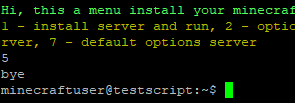 Hi, this a menu install your minecraf
1 - install server and run, 2 - optio
rver, 7 - default options server
5
bye
minecraftuser@testscript:~$